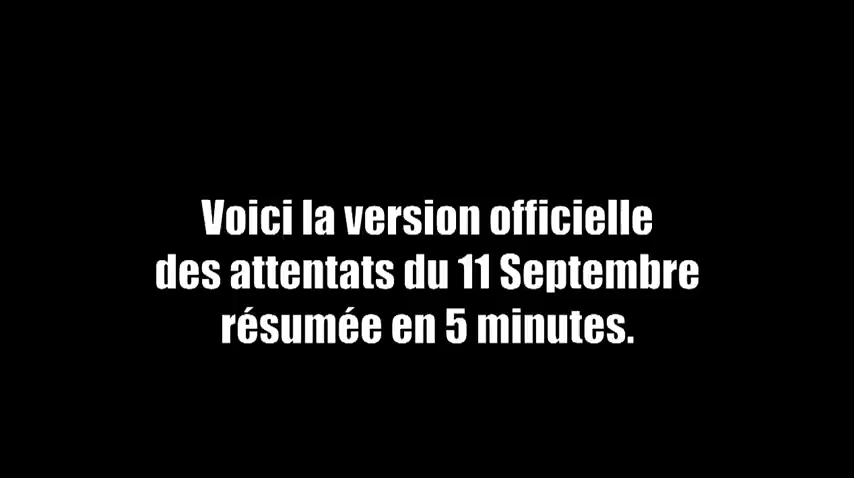 Voici la version officielle
des attentats du 11 Septembre
résumée en 5 minutes.